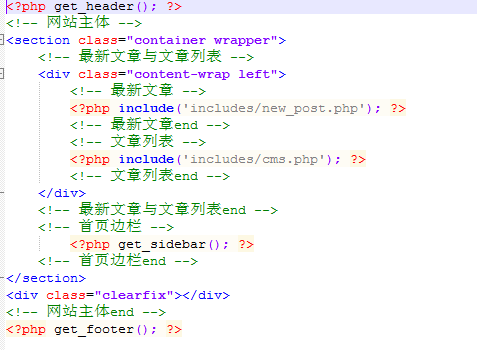 <?php get_header(); ?>
<!-- 网站主体 -->
<section class="container wrapper">
<!-- 最新文章与文章列表 -->
<div class="content-wrap left">
<!-- 最新文章 -->
<?php include('includes/new_post.php'); ?>
<!-- 最新文章end -->
<!-- 文章列表 -->
<?php include('includes/cms.php'); ?>
<!-- 文章列表end -->
</div>
<!-- 最新文章与文章列表end -->
<!-- 首页边栏 -->
<?php get_sidebar(); ?>
<!-- 首页边栏end -->
</section>
<div class="clearfix"></div>
<!-- 网站主体end -->
<?php get_footer(); ?>